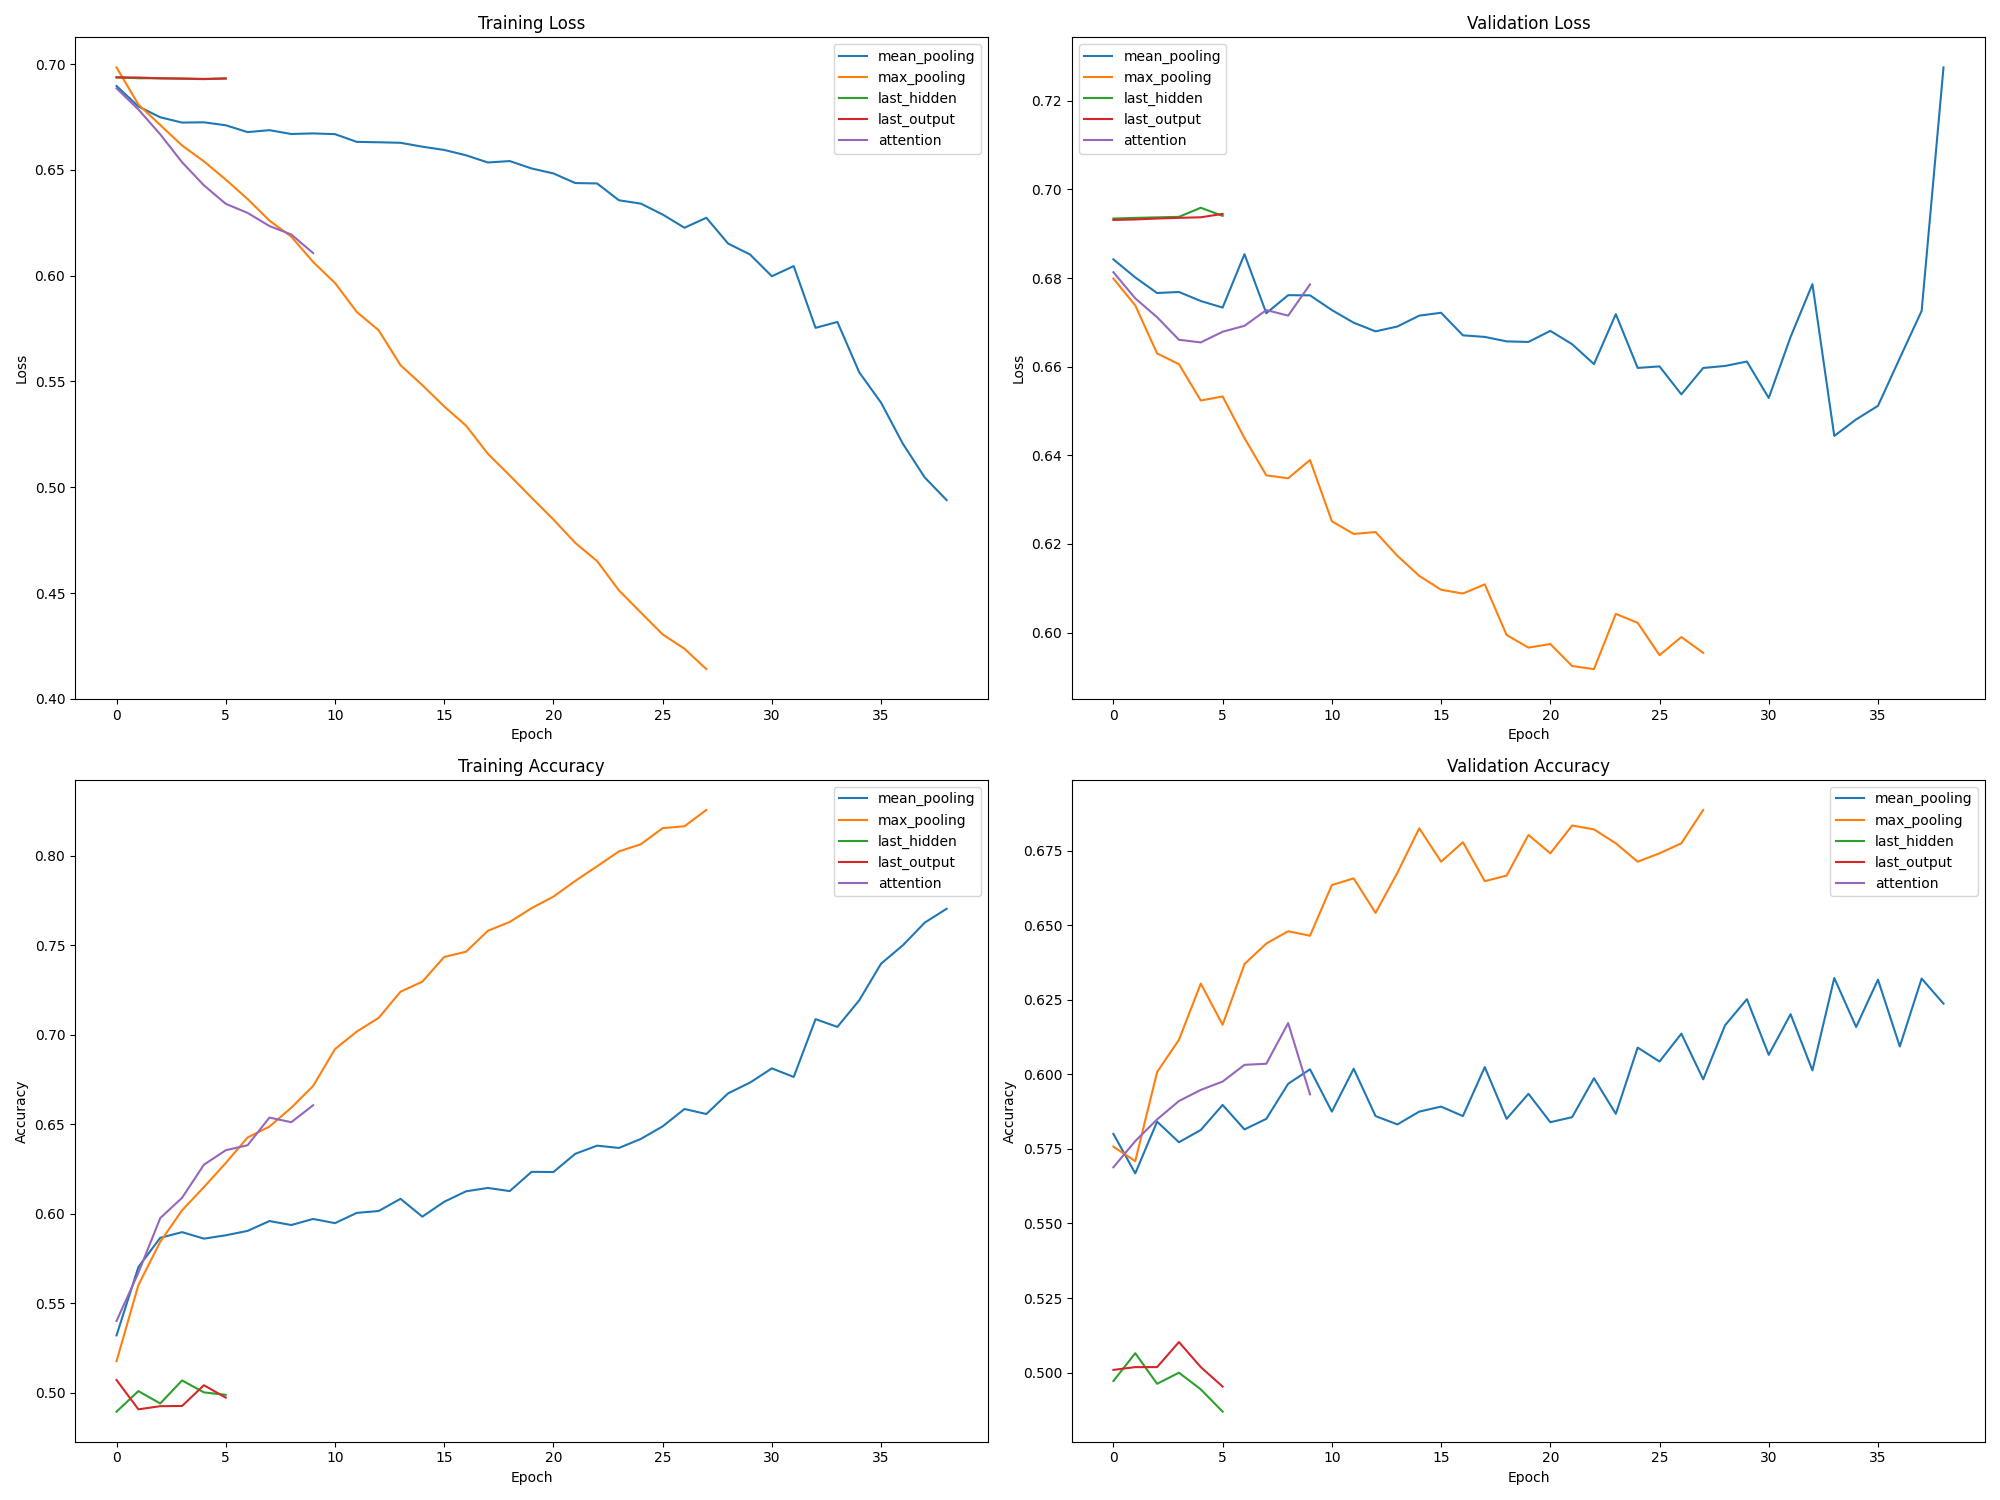 Training Loss
Loss
0.70
0.65
0.60
0.55
0.50
0.45
0.40
mean_pooling
max_pooling
last_hidden
last_output
attention
0 5 10 15 20 25 30 35
Epoch
Validation Loss
Loss
0.72
0.70
0.68
0.66
0.64
0.62
0.60
mean_pooling
max_pooling
last_hidden
last_output
attention
0 5 10 15 20 25 30 35
Epoch
Training Accuracy
Accuracy
0.80
0.75
0.70
0.65
0.60
0.55
0.50
mean_pooling
max_pooling
last_hidden
last_output
attention
0 5 10 15 20 25 30 35
Epoch
Validation Accuracy
Accuracy
0.675
0.650
0.625
0.600
0.575
0.550
0.525
0.500
mean_pooling
max_pooling
last_hidden
last_output
attention
0 5 10 15 20 25 30 35
Epoch